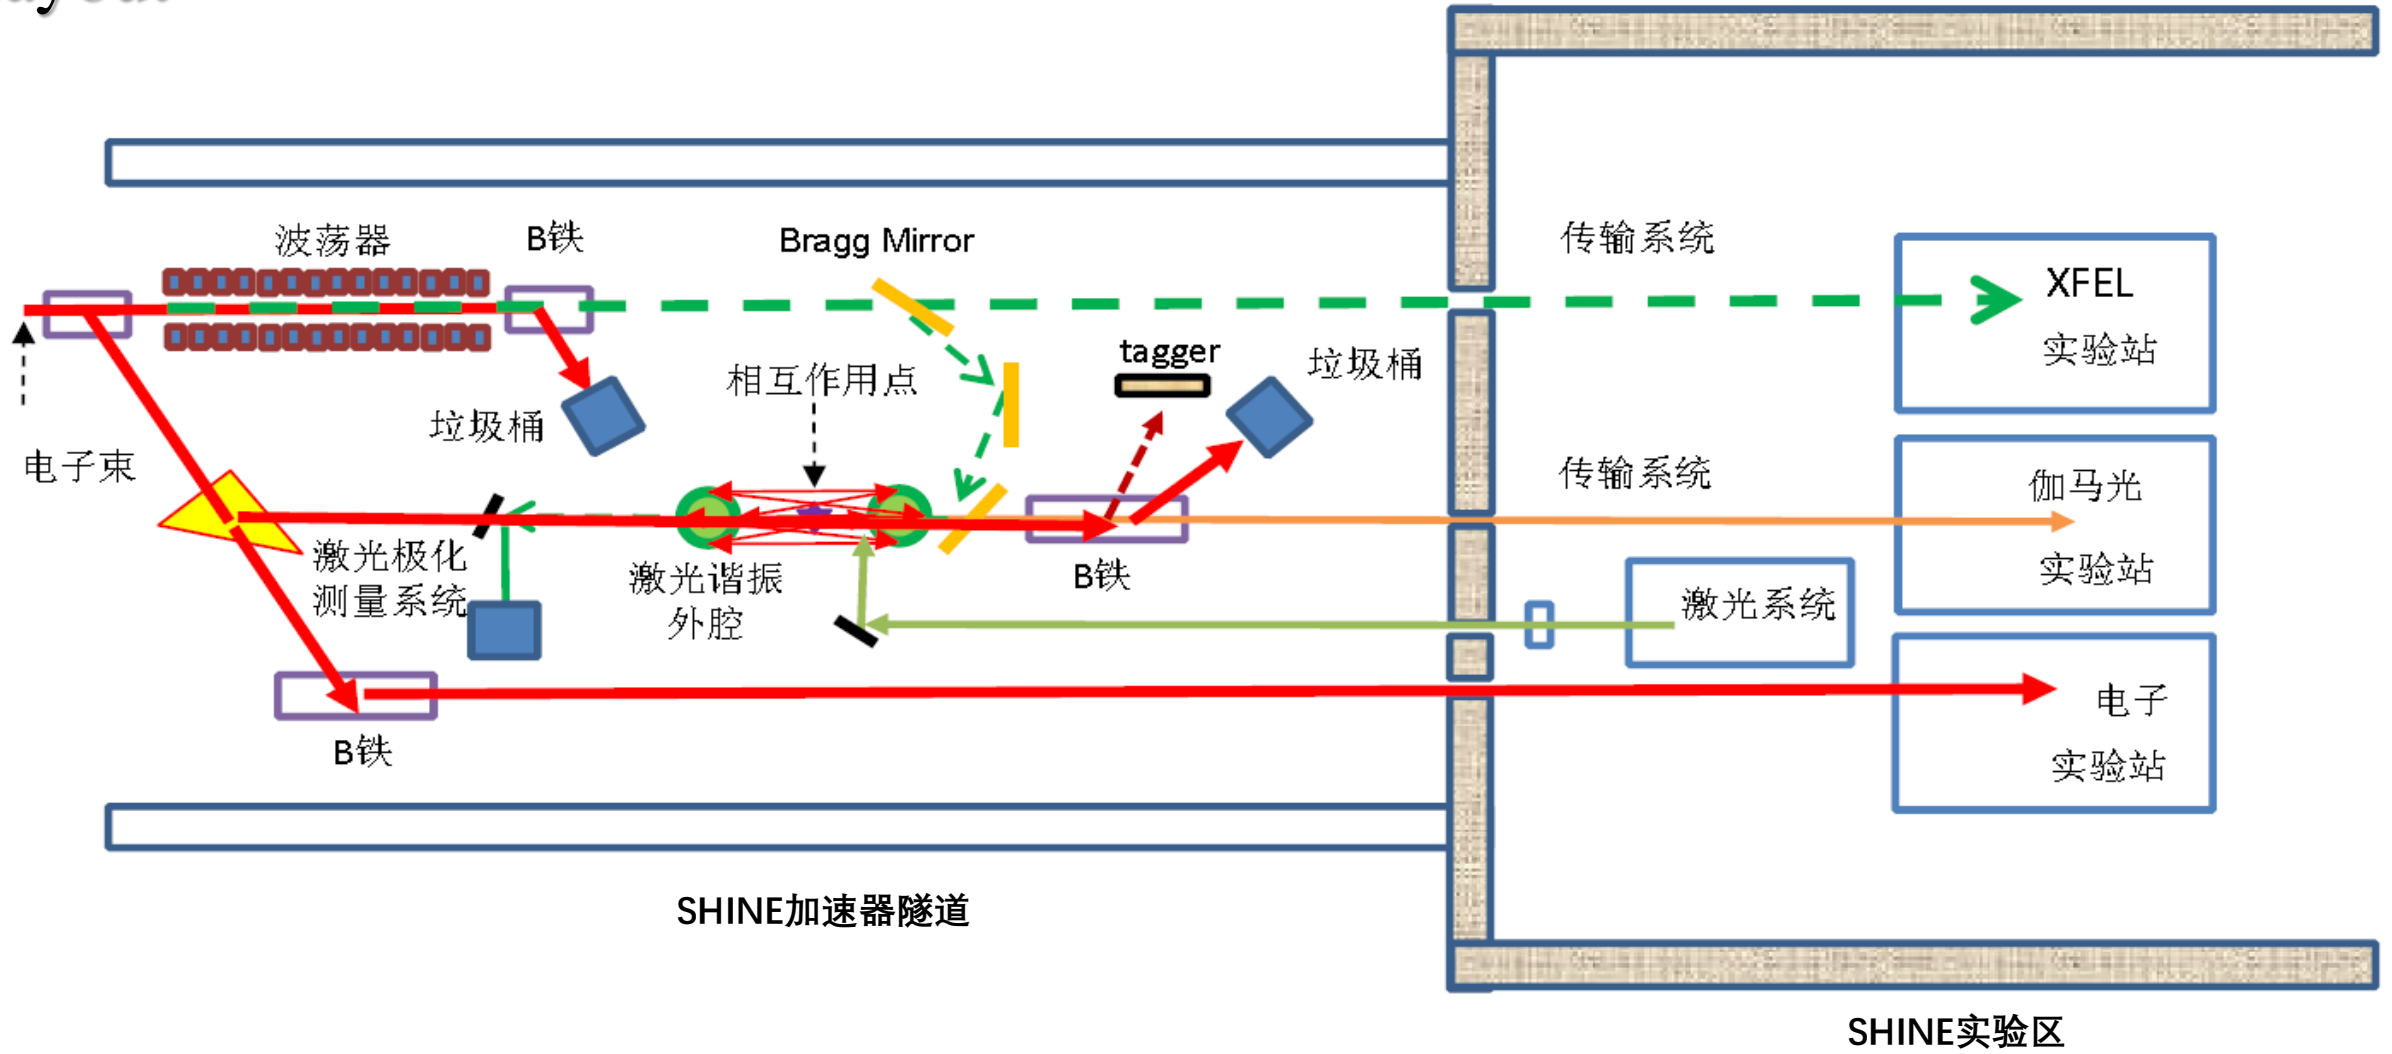 波荡器
B铁
Bragg Mirror
传输系统
XFEL
实验站
tagger
垃圾桶
相互作用点
垃圾桶
电子束
传输系统
伽马光
实验站
激光极化
测量系统
激光谐振
外腔
B铁
激光系统
电子
实验站
B铁
SHINE加速器隧道
SHINE实验区